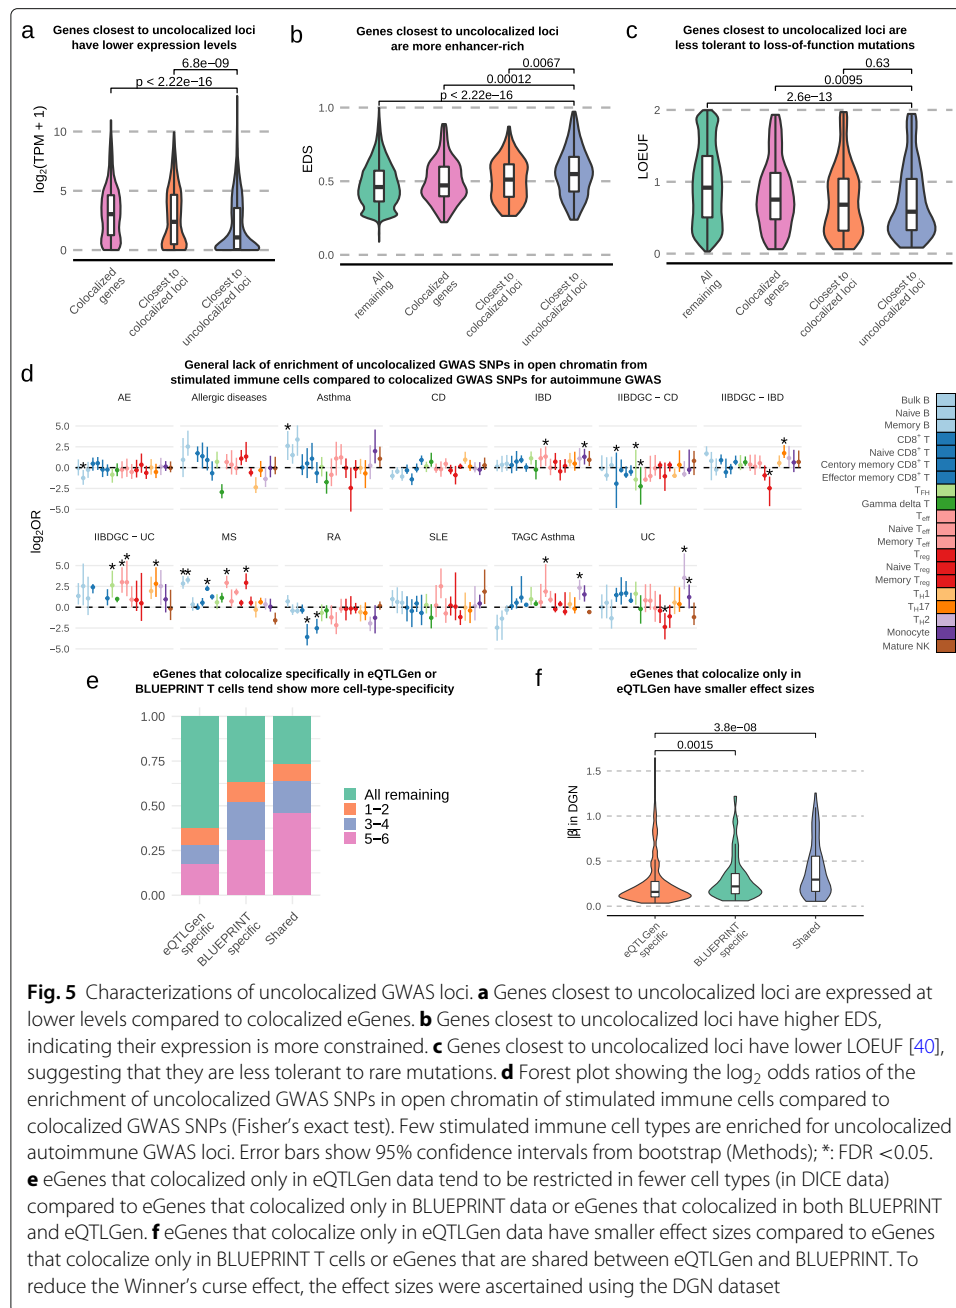 a
Genes closest to uncolocalized loci
have lower expression levels
6.8e−09
p < 2.22e−16
log2(TPM + 1)
10
5
0
Colocalized
genes
Closest to
colocalized loci
Closest to
uncolocalized loci
b
Genes closest to uncolocalized loci
are more enhancer-rich
0.0067
0.00012
p < 2.22e−16
EDS
1.0
0.5
0.0
All
remaining
Colocalized
genes
Closest to
colocalized loci
Closest to
uncolocalized loci
c
Genes closest to uncolocalized loci are
less tolerant to loss-of-function mutations
0.63
0.0095
2.6e−13
LOEUF
2
1
0
All
remaining
Colocalized
genes
Closest to
colocalized loci
Closest to
uncolocalized loci
d
General lack of enrichment of uncolocalized GWAS SNPs in open chromatin from
stimulated immune cells compared to colocalized GWAS SNPs for autoimmune GWAS
AE Allergic diseases Asthma CD IBD IIBDGC − CD IIBDGC − IBD
5.0
2.5
0.0
−2.5
−5.0
log2OR
IIBDGC − UC MS RA SLE TAGC Asthma UC
5.0
2.5
0.0
−2.5
−5.0
Bulk B
Naive B
Memory B
CD8+ T
Naive CD8+ T
Centory memory CD8+ T
Effector memory CD8+ T
TFH
Gamma delta T
Teff
Naive Teff
Memory Teff
Treg
Naive Treg
Memory Treg
TH1
TH17
TH2
Monocyte
Mature NK
e
eGenes that colocalize specifically in eQTLGen or
BLUEPRINT T cells tend show more cell-type-specificity
1.00
0.75
0.50
0.25
0.00
eQTLGen
specific
BLUEPRINT
specific
Shared
All remaining
1−2
3−4
5−6
f
eGenes that colocalize only in
eQTLGen have smaller effect sizes
3.8e−08
0.0015
|β| in DGN
1.5
1.0
0.5
0.0
eQTLGen
specific
BLUEPRINT
specific
Shared
Fig. 5 Characterizations of uncolocalized GWAS loci. a Genes closest to uncolocalized loci are expressed at
lower levels compared to colocalized eGenes. b Genes closest to uncolocalized loci have higher EDS,
indicating their expression is more constrained. c Genes closest to uncolocalized loci have lower LOEUF [40],
suggesting that they are less tolerant to rare mutations. d Forest plot showing the log2 odds ratios of the
enrichment of uncolocalized GWAS SNPs in open chromatin of stimulated immune cells compared to
colocalized GWAS SNPs (Fisher's exact test). Few stimulated immune cell types are enriched for uncolocalized
autoimmune GWAS loci. Error bars show 95% confidence intervals from bootstrap (Methods); *: FDR <0.05.
e eGenes that colocalized only in eQTLGen data tend to be restricted in fewer cell types (in DICE data)
compared to eGenes that colocalized only in BLUEPRINT data or eGenes that colocalized in both BLUEPRINT
and eQTLGen. f eGenes that colocalize only in eQTLGen data have smaller effect sizes compared to eGenes
that colocalize only in BLUEPRINT T cells or eGenes that are shared between eQTLGen and BLUEPRINT. To
reduce the Winner's curse effect, the effect sizes were ascertained using the DGN dataset